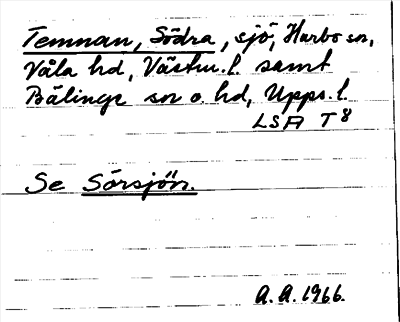 Temnan, Södra, sjö, Harbo sn,
Våla hd, Västm. l. samt
Bälinge sn o. hd, Upps. l.
LSA T8
Se Sörsjön.
A. A. 1966.